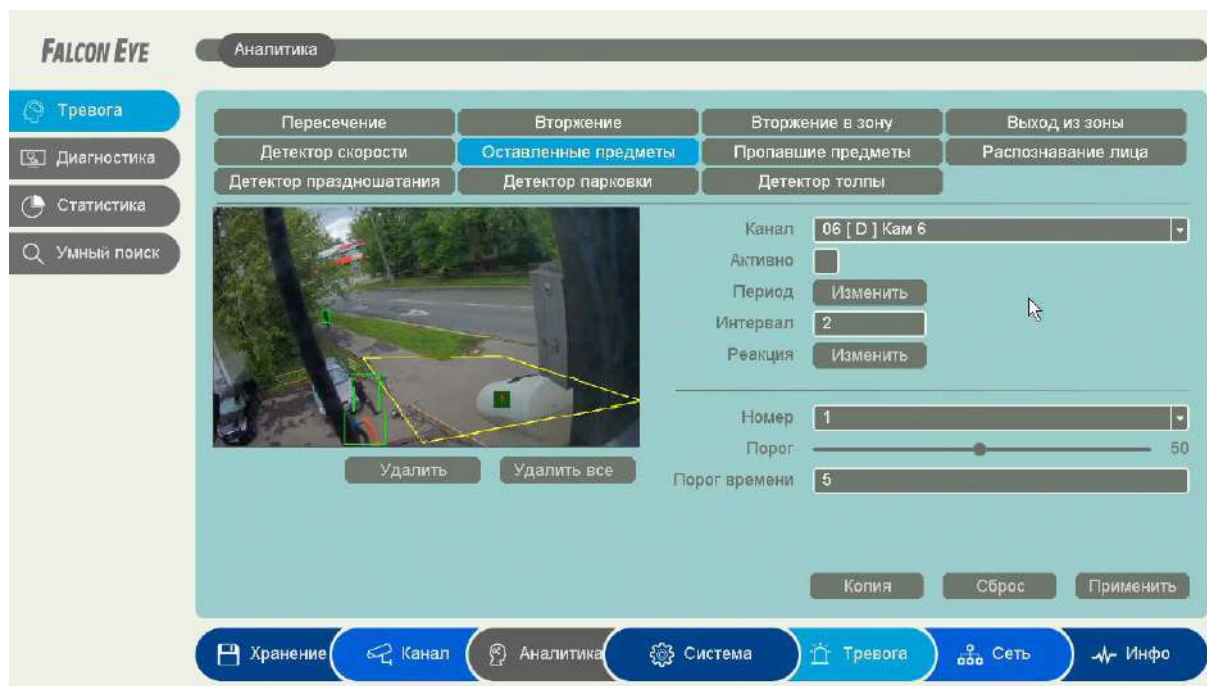 FALCON EYE
Аналитика
Тревога
Диагностика
Статистика
Умный поиск
Пересечение
Вторжение
Вторжение в зону
Выход из зоны
Детектор скорости
Оставленные предметы
Пропавшие предметы
Распознавание лица
Детектор праздношатания
Детектор парковки
Детектор толпы
Канал 06 [ D ] Кам 6
Активно
Период Изменить
Интервал 2
Реакция Изменить
Номер 1
Порог 50
Порог времени 5
Удалить
Удалить все
Копия
Сброс
Применить
Хранение
Канал
Аналитика
Система
Тревога
Сеть
Инфо